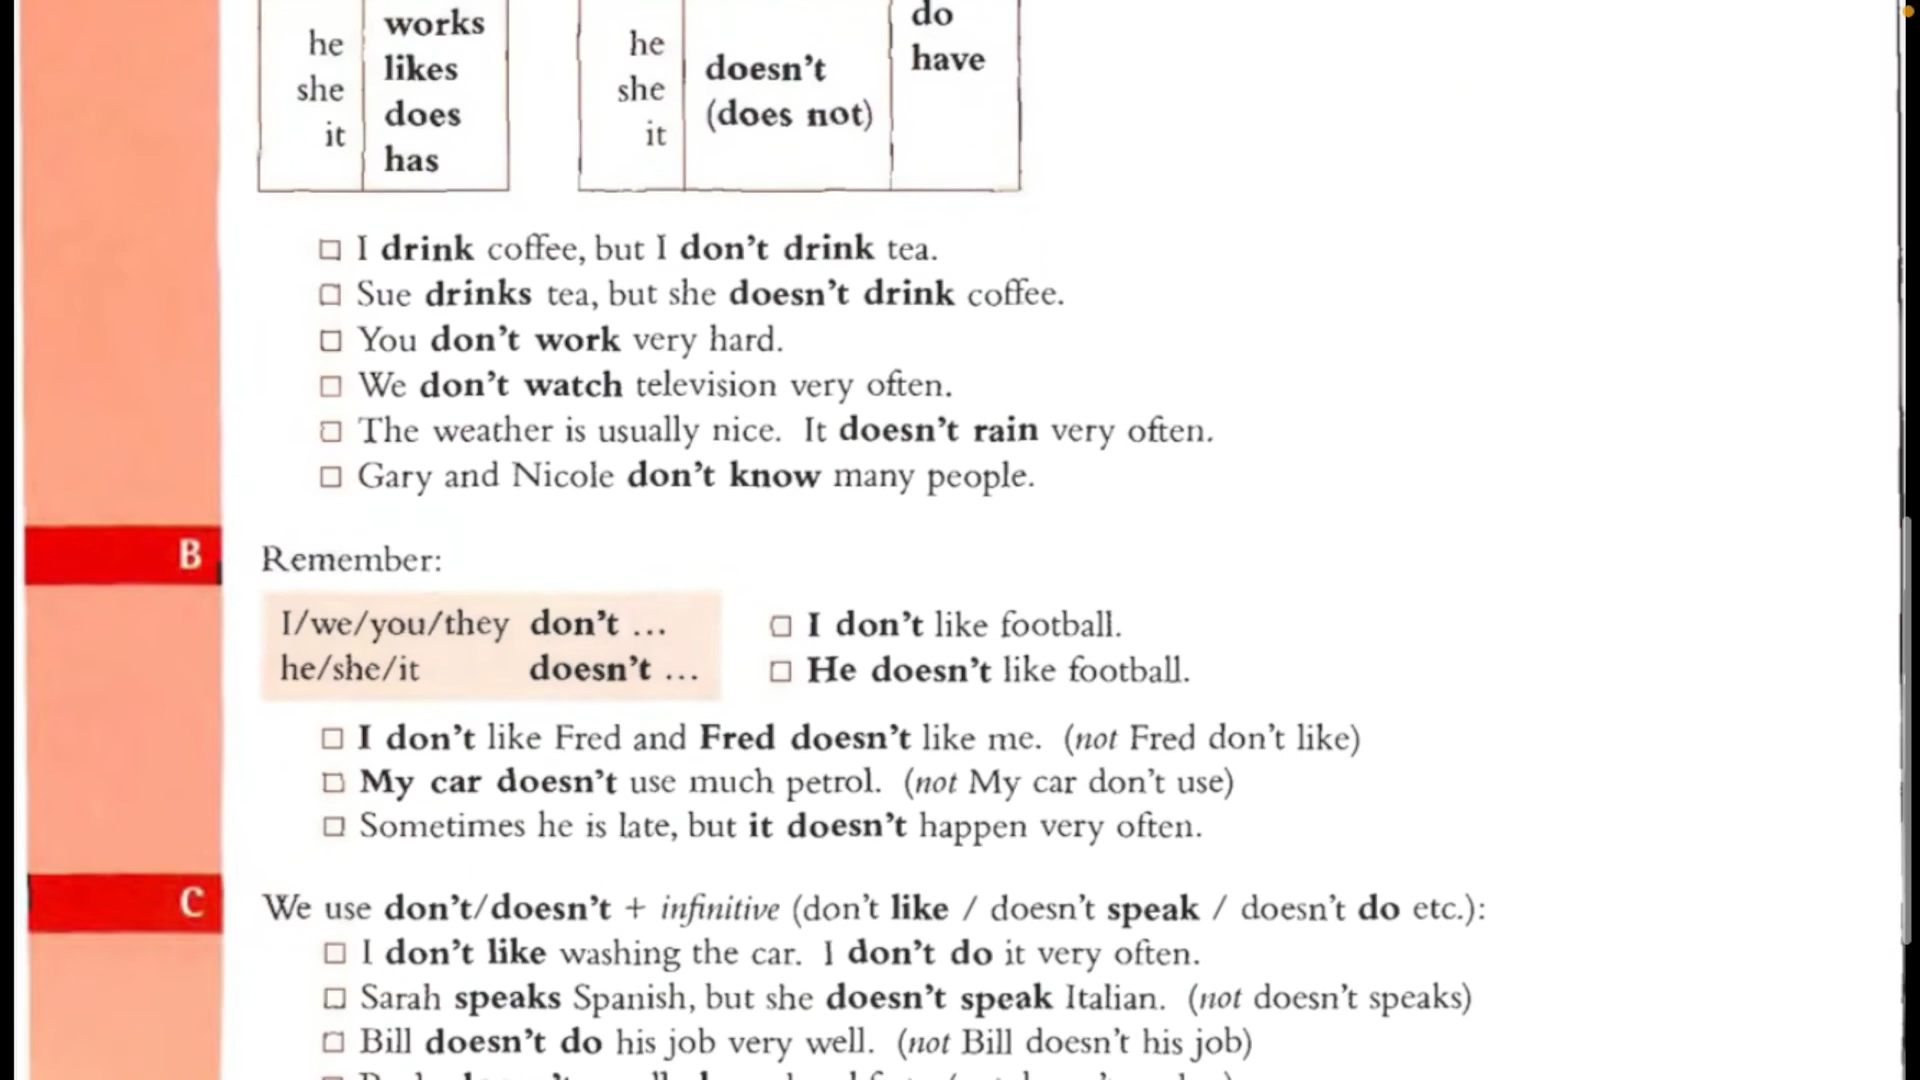 he
she
it
works
likes
does
has
he
she
it
doesn't
(does not)
do
have
I drink coffee, but I don't drink tea.
Sue drinks tea, but she doesn't drink coffee.
You don't work very hard.
We don't watch television very often.
The weather is usually nice. It doesn't rain very often.
Gary and Nicole don't know many people.
B
Remember:
I/we/you/they don't ...
he/she/it doesn't ...
I don't like football.
He doesn't like football.
I don't like Fred and Fred doesn't like me. (not Fred don't like)
My car doesn't use much petrol. (not My car don't use)
Sometimes he is late, but it doesn't happen very often.
C
We use don't/doesn't + infinitive (don't like / doesn't speak / doesn't do etc.):
I don't like washing the car. I don't do it very often.
Sarah speaks Spanish, but she doesn't speak Italian. (not doesn't speaks)
Bill doesn't do his job very well. (not Bill doesn't his job)